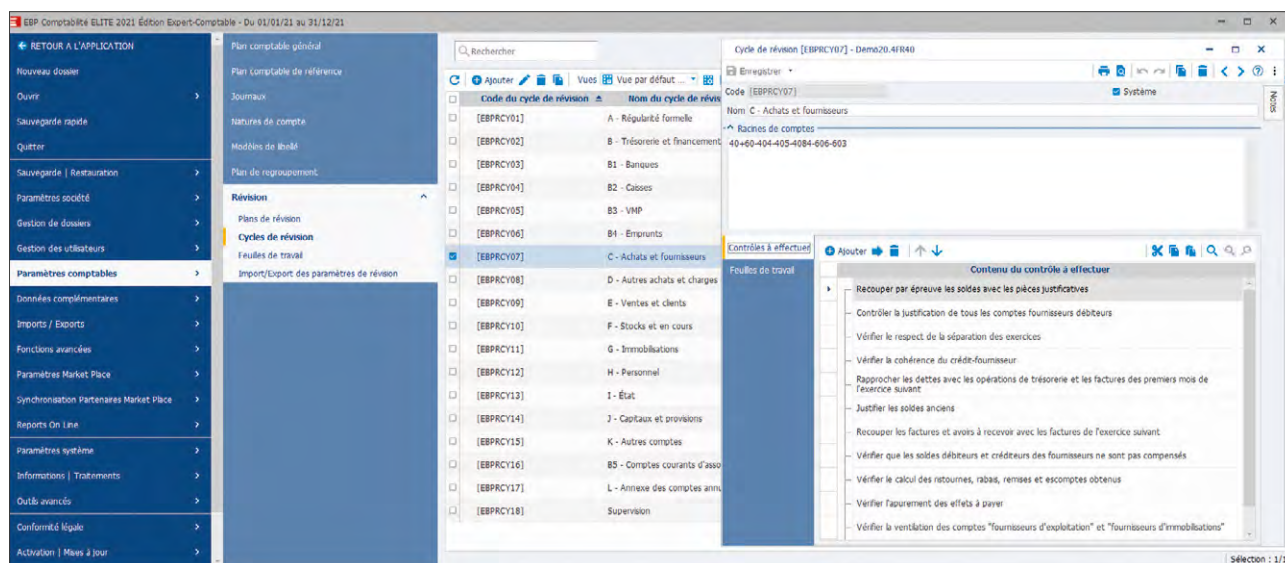 EBP Comptabilité ELITE 2021 Édition Expert-Comptable - Du 01/01/21 au 31/12/21
RETOUR A L'APPLICATION
Nouveau dossier
Ouvrir
Sauvegarde rapide
Quitter
Sauvegarde | Restauration
Paramètres société
Gestion de dossiers
Gestion des utilisateurs
Paramètres comptables
Données complémentaires
Imports / Exports
Fonctions avancées
Paramètres Market Place
Synchronisation Partenaires Market Place
Reports On Line
Paramètres système
Informations | Traitements
Outils avancés
Conformité légale
Activation | Mises à jour
Plan comptable général
Plan comptable de référence
Journaux
Natures de compte
Modèles de libellé
Plan de regroupement
Révision
Plans de révision
Cycles de révision
Feuilles de travail
Import/Export des paramètres de révision
Rechercher
Ajouter Vues Vue par défaut ...
Code du cycle de révision Nom du cycle de révis
[EBPRCY01] A - Régularité formelle
[EBPRCY02] B - Trésorerie et financement
[EBPRCY03] B1 - Banques
[EBPRCY04] B2 - Caisses
[EBPRCY05] B3 - VMP
[EBPRCY06] B4 - Emprunts
[EBPRCY07] C - Achats et fournisseurs
[EBPRCY08] D - Autres achats et charges
[EBPRCY09] E - Ventes et clients
[EBPRCY10] F - Stocks et en cours
[EBPRCY11] G - Immobilisations
[EBPRCY12] H - Personnel
[EBPRCY13] I - État
[EBPRCY14] J - Capitaux et provisions
[EBPRCY15] K - Autres comptes
[EBPRCY16] B5 - Comptes courants d'asso
[EBPRCY17] L - Annexe des comptes annu
[EBPRCY18] Supervision
Cycle de révision [EBPRCY07] - Demo20.4FR40
Enregistrer
Code [EBPRCY07] Système
Notes
Nom C - Achats et fournisseurs
Racines de comptes
40+60-404-405-4084-606-603
Contrôles à effectuer
Feuilles de travail
Ajouter
Contenu du contrôle à effectuer
Recouper par épreuve les soldes avec les pièces justificatives
Contrôler la justification de tous les comptes fournisseurs débiteurs
Vérifier le respect de la séparation des exercices
Vérifier la cohérence du crédit-fournisseur
Rapprocher les dettes avec les opérations de trésorerie et les factures des premiers mois de
l'exercice suivant
Justifier les soldes anciens
Recouper les factures et avoirs à recevoir avec les factures de l'exercice suivant
Vérifier que les soldes débiteurs et créditeurs des fournisseurs ne sont pas compensés
Vérifier le calcul des ristournes, rabais, remises et escomptes obtenus
Vérifier l'apurement des effets à payer
Vérifier la ventilation des comptes "fournisseurs d'exploitation" et "fournisseurs d'immobilisations"
Sélection : 1/1